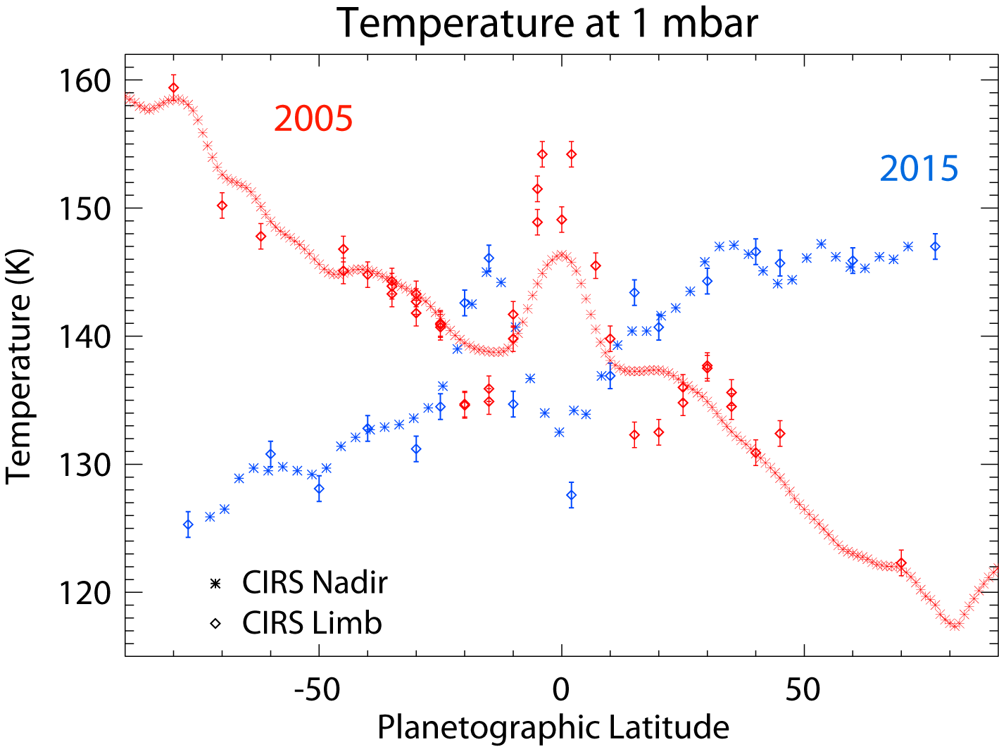 Temperature at 1 mbar
160
2005
2015
150
140
130
120
Temperature (K)
CIRS Nadir
CIRS Limb
-50
0
50
Planetographic Latitude